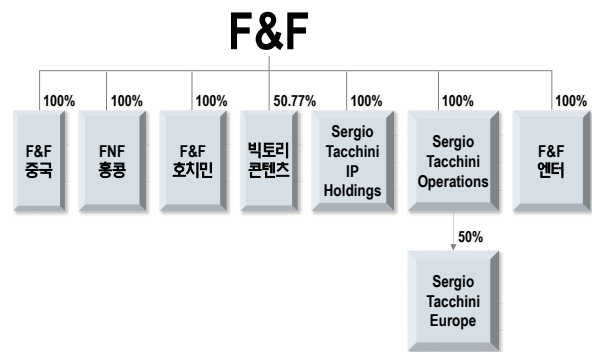 F&F
100%
100%
100%
50.77%
100%
100%
100%
F&F
중국
FNF
홍콩
F&F
호치민
빅토리
콘텐츠
Sergio
Tacchini
IP
Holdings
Sergio
Tacchini
Operations
F&F
엔터
50%
Sergio
Tacchini
Europe